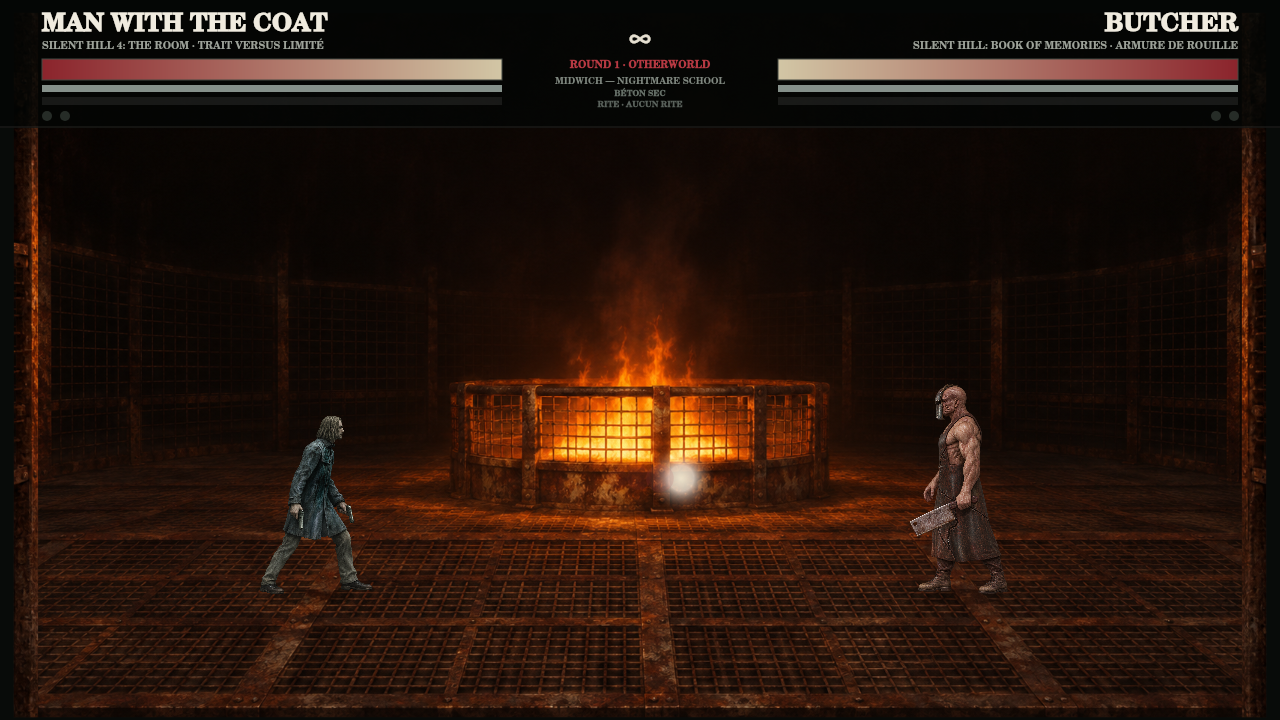 MAN WITH THE COAT
SILENT HILL 4: THE ROOM · TRAIT VERSUS LIMITÉ
∞
ROUND 1 · OTHERWORLD
MIDWICH — NIGHTMARE SCHOOL
BÉTON SEC
RITE · AUCUN RITE
BUTCHER
SILENT HILL: BOOK OF MEMORIES · ARMURE DE ROUILLE